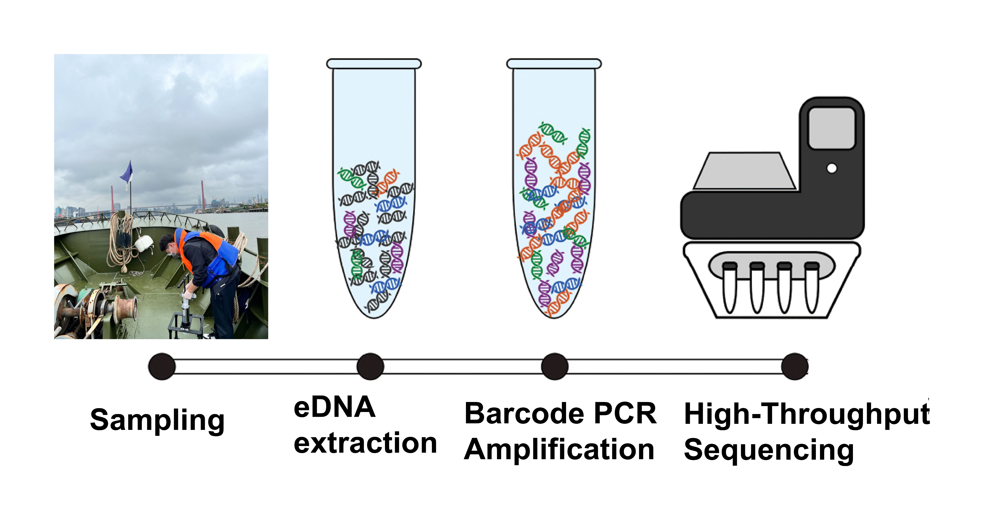 Sampling
eDNA
extraction
Barcode PCR
Amplification
High-Throughput
Sequencing